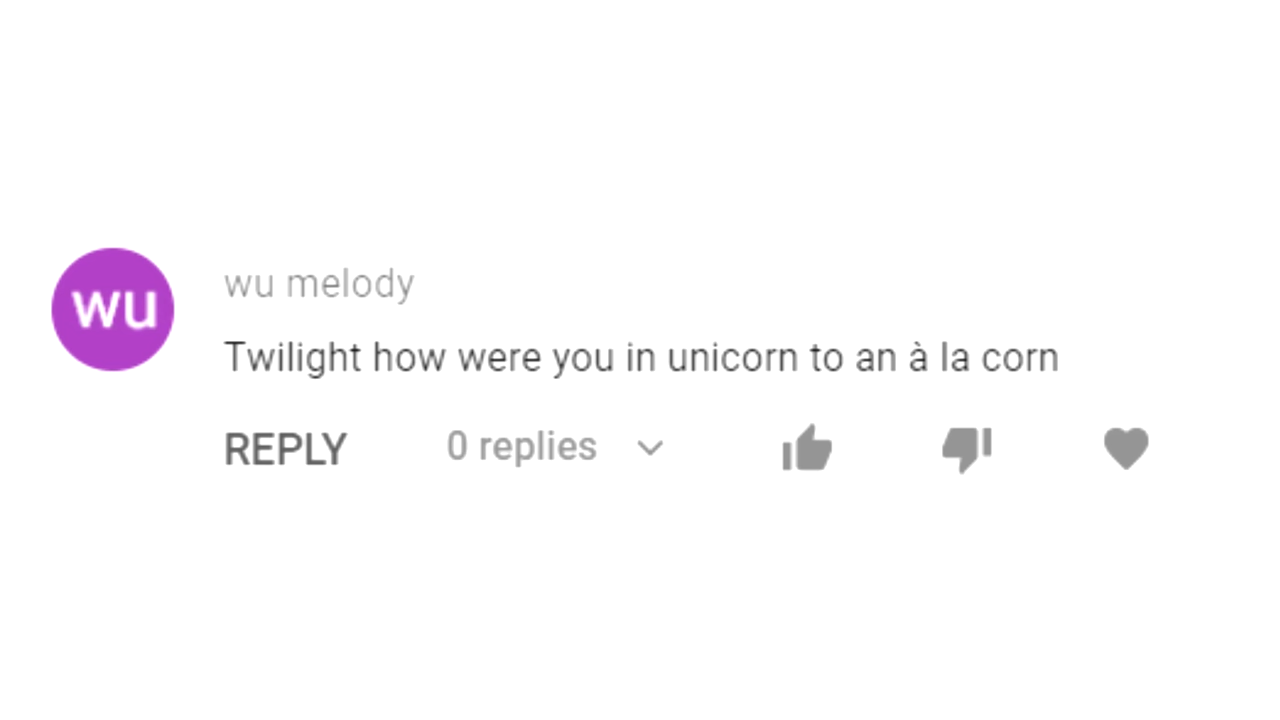 wu
wu melody
Twilight how were you in unicorn to an à la corn
REPLY 0 replies